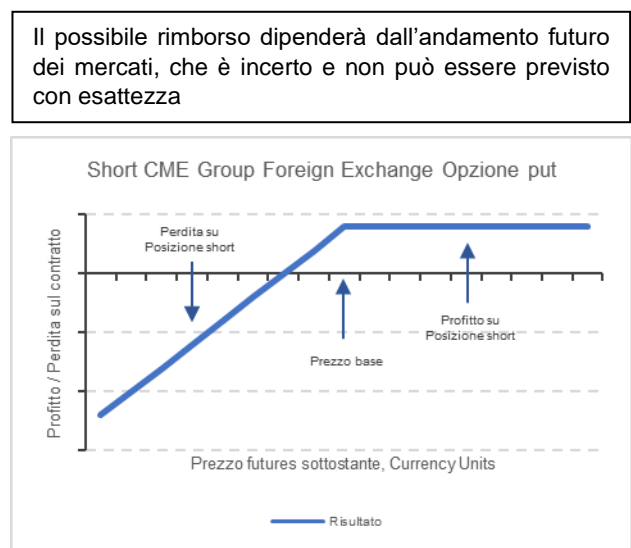 Il possibile rimborso dipenderà dall'andamento futuro
dei mercati, che è incerto e non può essere previsto
con esattezza
Short CME Group Foreign Exchange Opzione put
Profitto / Perdita sul contratto
Perdita su
Posizione short
Prezzo base
Profitto su
Posizione short
Prezzo futures sottostante, Currency Units
Risultato